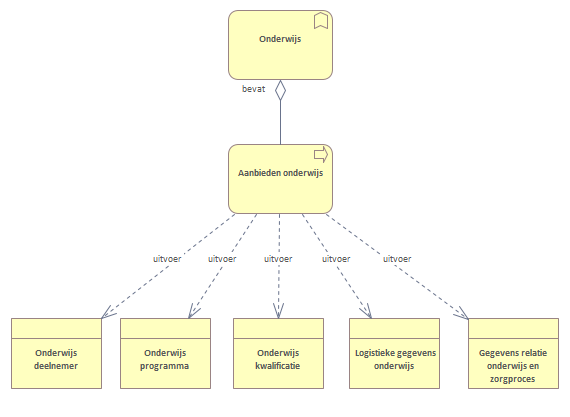 Onderwijs
bevat
Aanbieden onderwijs
uitvoer
uitvoer
uitvoer
uitvoer
uitvoer
Onderwijs
deelnemer
Onderwijs
programma
Onderwijs
kwalificatie
Logistieke gegevens
onderwijs
Gegevens relatie
onderwijs en
zorgproces